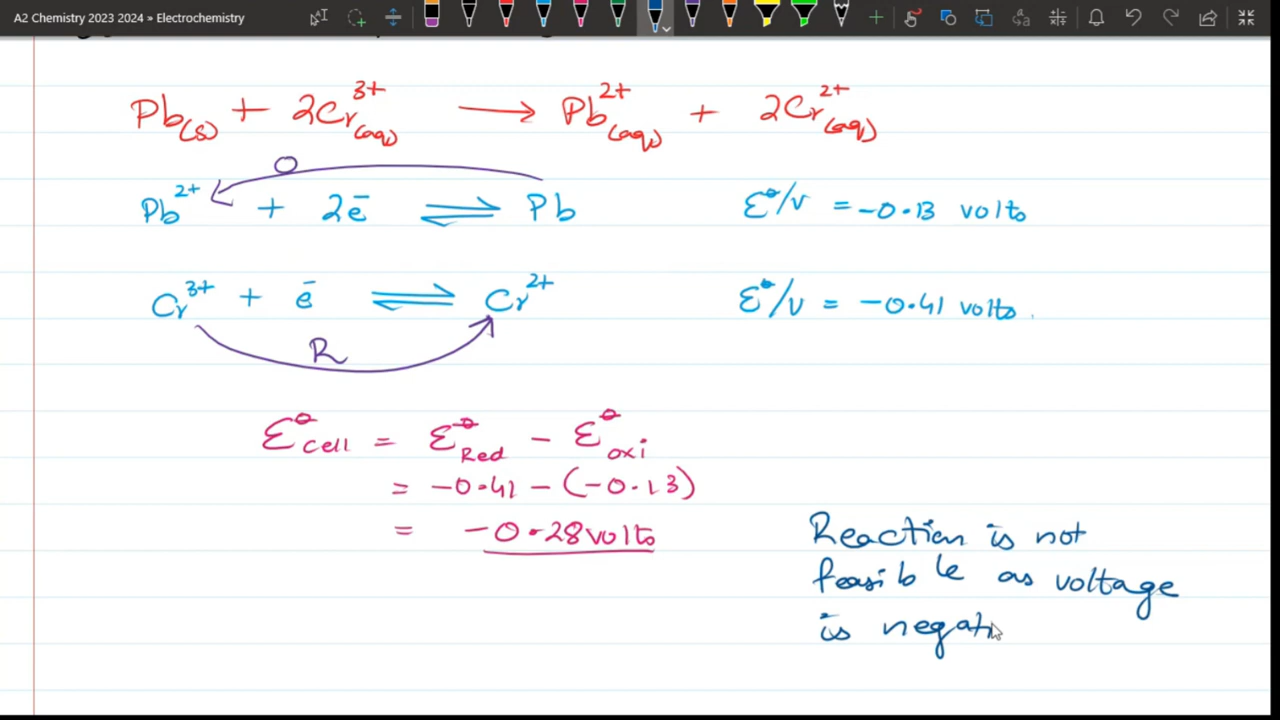 A2 Chemistry 2023 2024 » Electrochemistry
Pb(s) + 2Cr³⁺(aq) ⟶ Pb²⁺(aq) + 2Cr²⁺(aq)
O
Pb²⁺ + 2ē ⇌ Pb Ɛ°/V = -0.13 volts
Cr³⁺ + ē ⇌ Cr²⁺ Ɛ°/V = -0.41 volts.
R
Ɛ°cell = Ɛ°Red - Ɛ°oxi
= -0.41 - (-0.13)
= -0.28 volts
Reaction is not
feasible as voltage
is negati